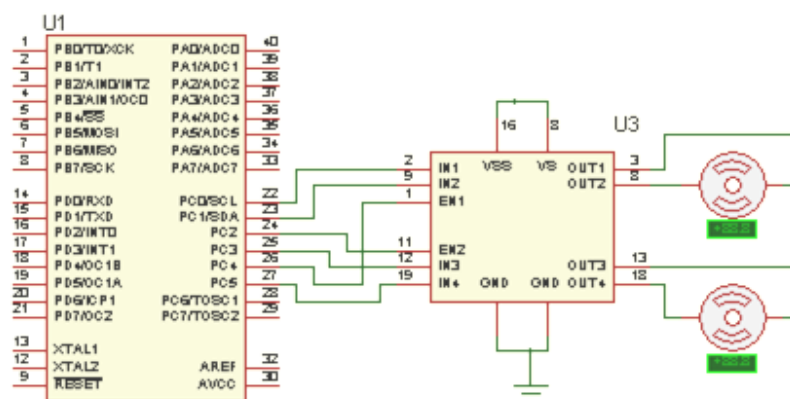 U1
1 PB0/T0/XCK PA0/ADC0 40
2 PB1/T1 PA1/ADC1 39
3 PB2/AIN0/INT2 PA2/ADC2 38
4 PB3/AIN1/OC0 PA3/ADC3 37
5 PB4/SS PA4/ADC4 36
6 PB5/MOSI PA5/ADC5 35
7 PB6/MISO PA6/ADC6 34
8 PB7/SCK PA7/ADC7 33
14 PD0/RXD PC0/SCL 22
15 PD1/TXD PC1/SDA 23
16 PD2/INT0 PC2 24
17 PD3/INT1 PC3 25
18 PD4/OC1B PC4 26
19 PD5/OC1A PC5 27
20 PD6/ICP1 PC6/TOSC1 28
21 PD7/OC2 PC7/TOSC2 29
13 XTAL1
12 XTAL2 AREF 32
9 RESET AVCC 30
U3
16 8
VSS VS
2 IN1 OUT1 3
9 IN2 OUT2 8
1 EN1
11 EN2
12 IN3 OUT3 13
19 IN4 GND GND OUT4 18